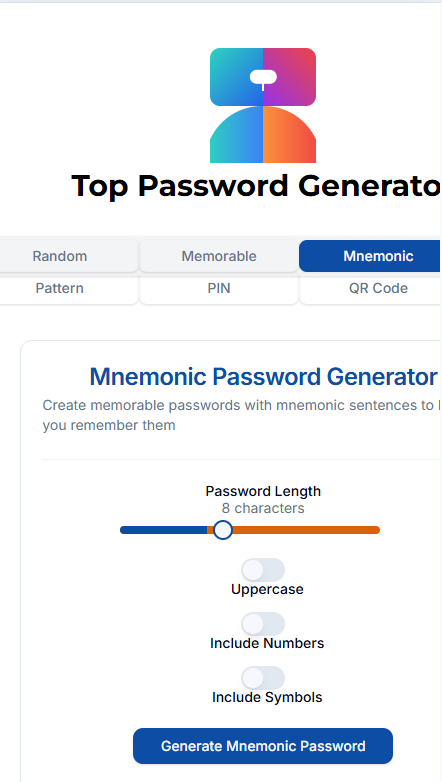 Top Password Generato
Random Memorable Mnemonic
Pattern PIN QR Code
Mnemonic Password Generator
Create memorable passwords with mnemonic sentences to
you remember them
Password Length
8 characters
Uppercase
Include Numbers
Include Symbols
Generate Mnemonic Password